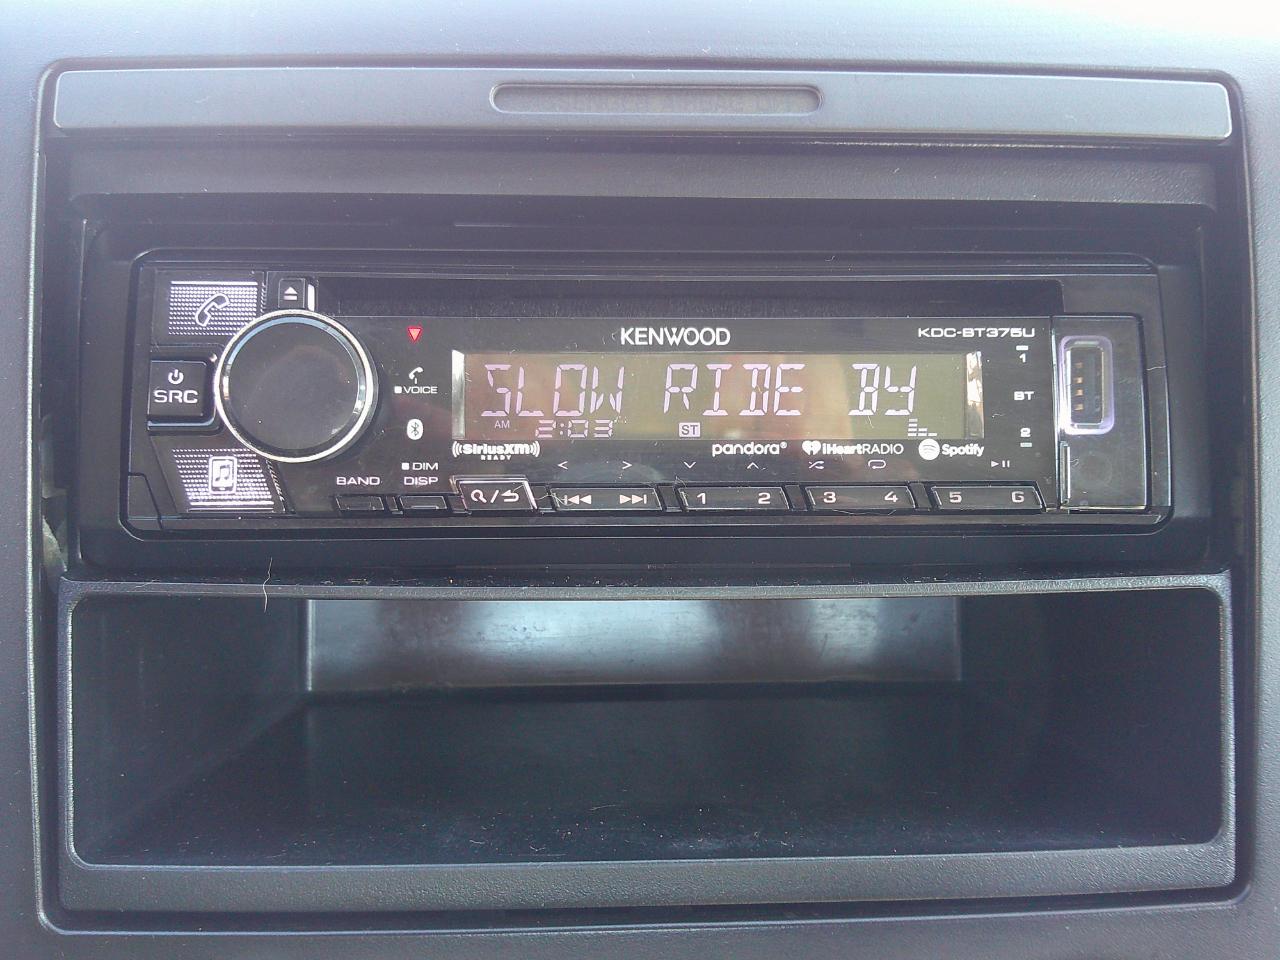 KENWOOD
KDC-BT375U
SRC
VOICE
SLOW RIDE BY
AM 2:03 ST
1
BT
2
((SiriusXM))
READY
pandora®
iHeartRADIO
Spotify
DIM
BAND DISP
1 2 3 4 5 6